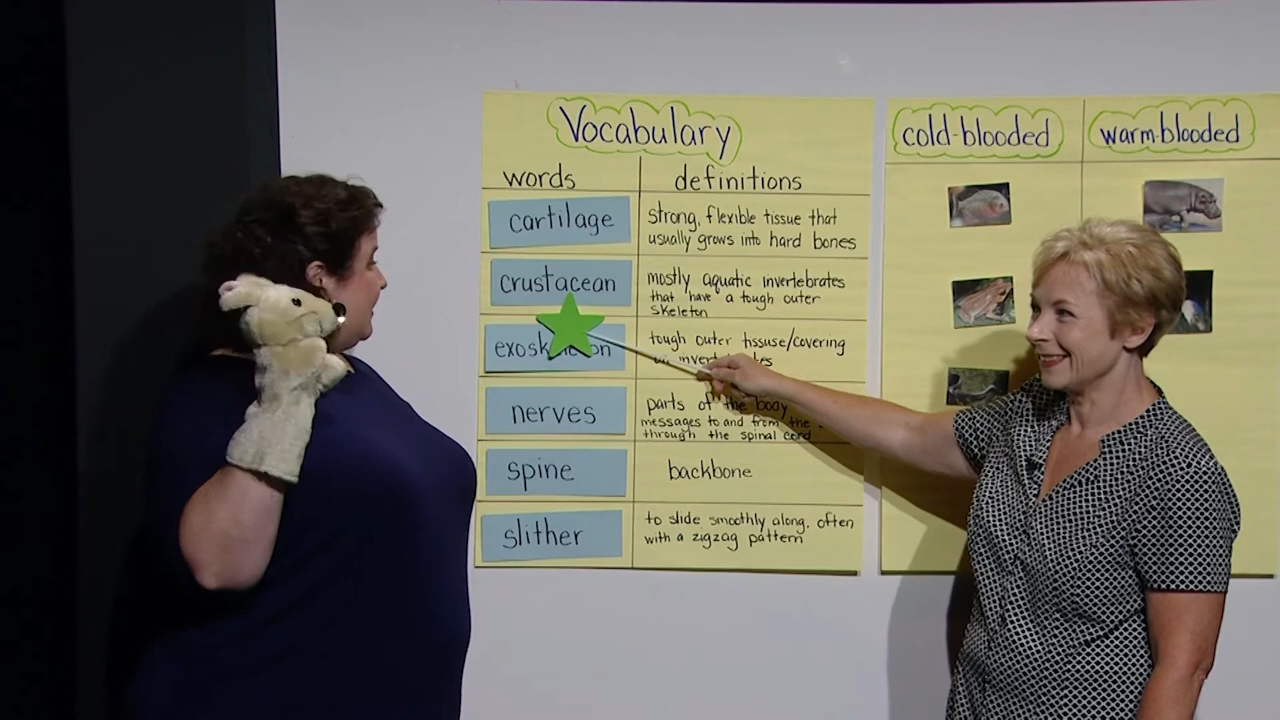 Vocabulary
words definitions
cartilage
strong, flexible tissue that
usually grows into hard bones
crustacean
mostly aquatic invertebrates
that have a tough outer
skeleton
tough outer tissuse/covering
nerves
parts of the body
messages to and from the
through the spinal cord
spine
backbone
slither
to slide smoothly along, often
with a zigzag pattern
cold-blooded
warm-blooded